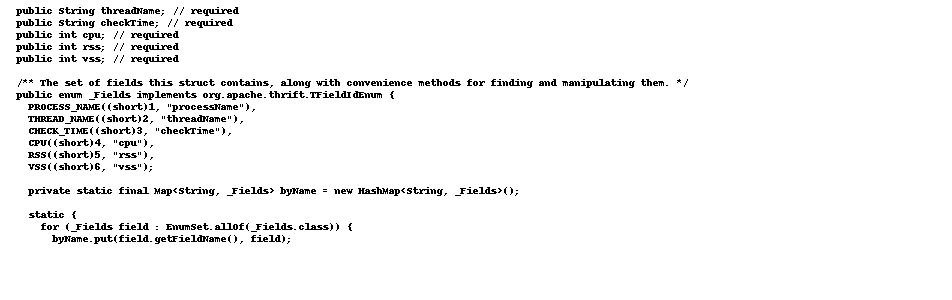 public String threadName; // required
public String checkTime; // required
public int cpu; // required
public int rss; // required
public int vss; // required
/** The set of fields this struct contains, along with convenience methods for finding and manipulating them. */
public enum _Fields implements org.apache.thrift.TFieldIdEnum {
PROCESS_NAME((short)1, "processName"),
THREAD_NAME((short)2, "threadName"),
CHECK_TIME((short)3, "checkTime"),
CPU((short)4, "cpu"),
RSS((short)5, "rss"),
VSS((short)6, "vss");
private static final Map<String, _Fields> byName = new HashMap<String, _Fields>();
static {
for (_Fields field : EnumSet.allOf(_Fields.class)) {
byName.put(field.getFieldName(), field);